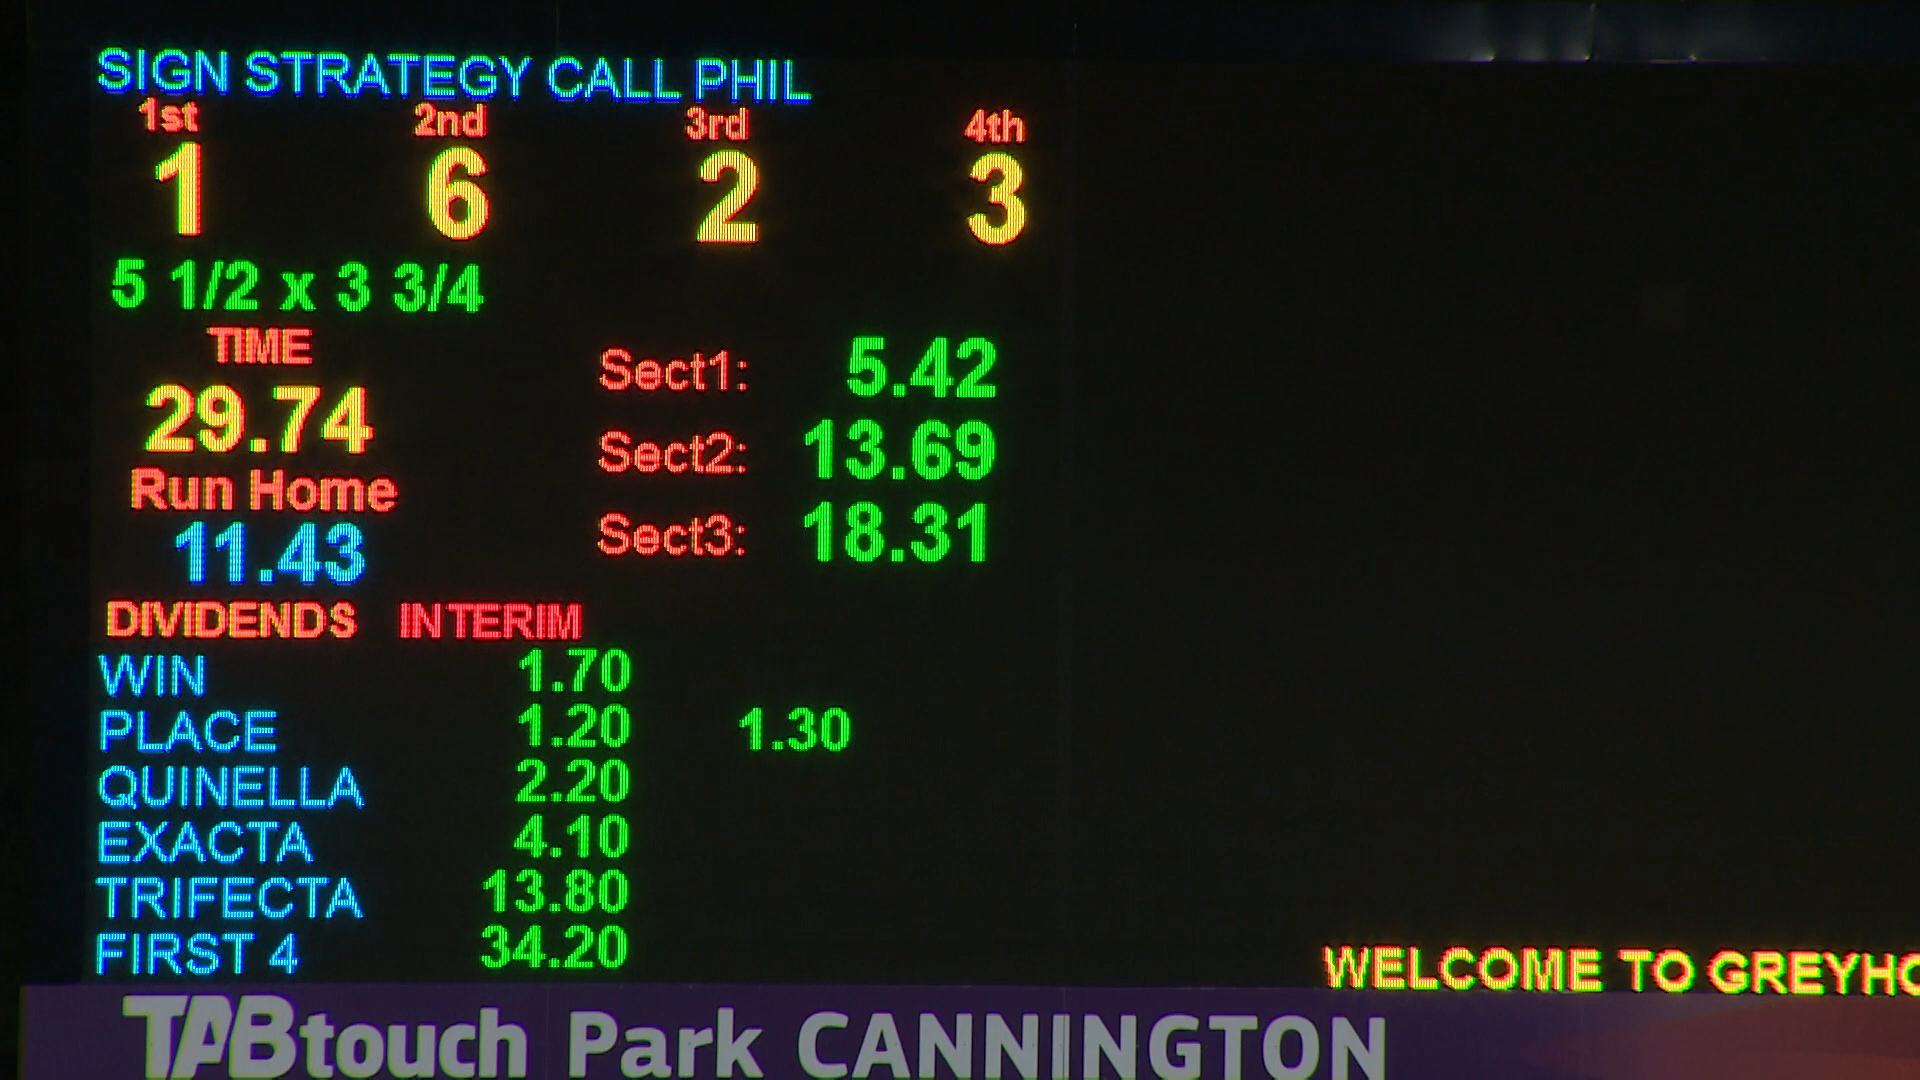 SIGN STRATEGY CALL PHIL
1st 2nd 3rd 4th
1 6 2 3
5 1/2 x 3 3/4
TIME
29.74
Run Home
11.43
Sect1: 5.42
Sect2: 13.69
Sect3: 18.31
DIVIDENDS INTERIM
WIN 1.70
PLACE 1.20 1.30
QUINELLA 2.20
EXACTA 4.10
TRIFECTA 13.80
FIRST 4 34.20
WELCOME TO GREYHO
TABtouch Park CANNINGTON